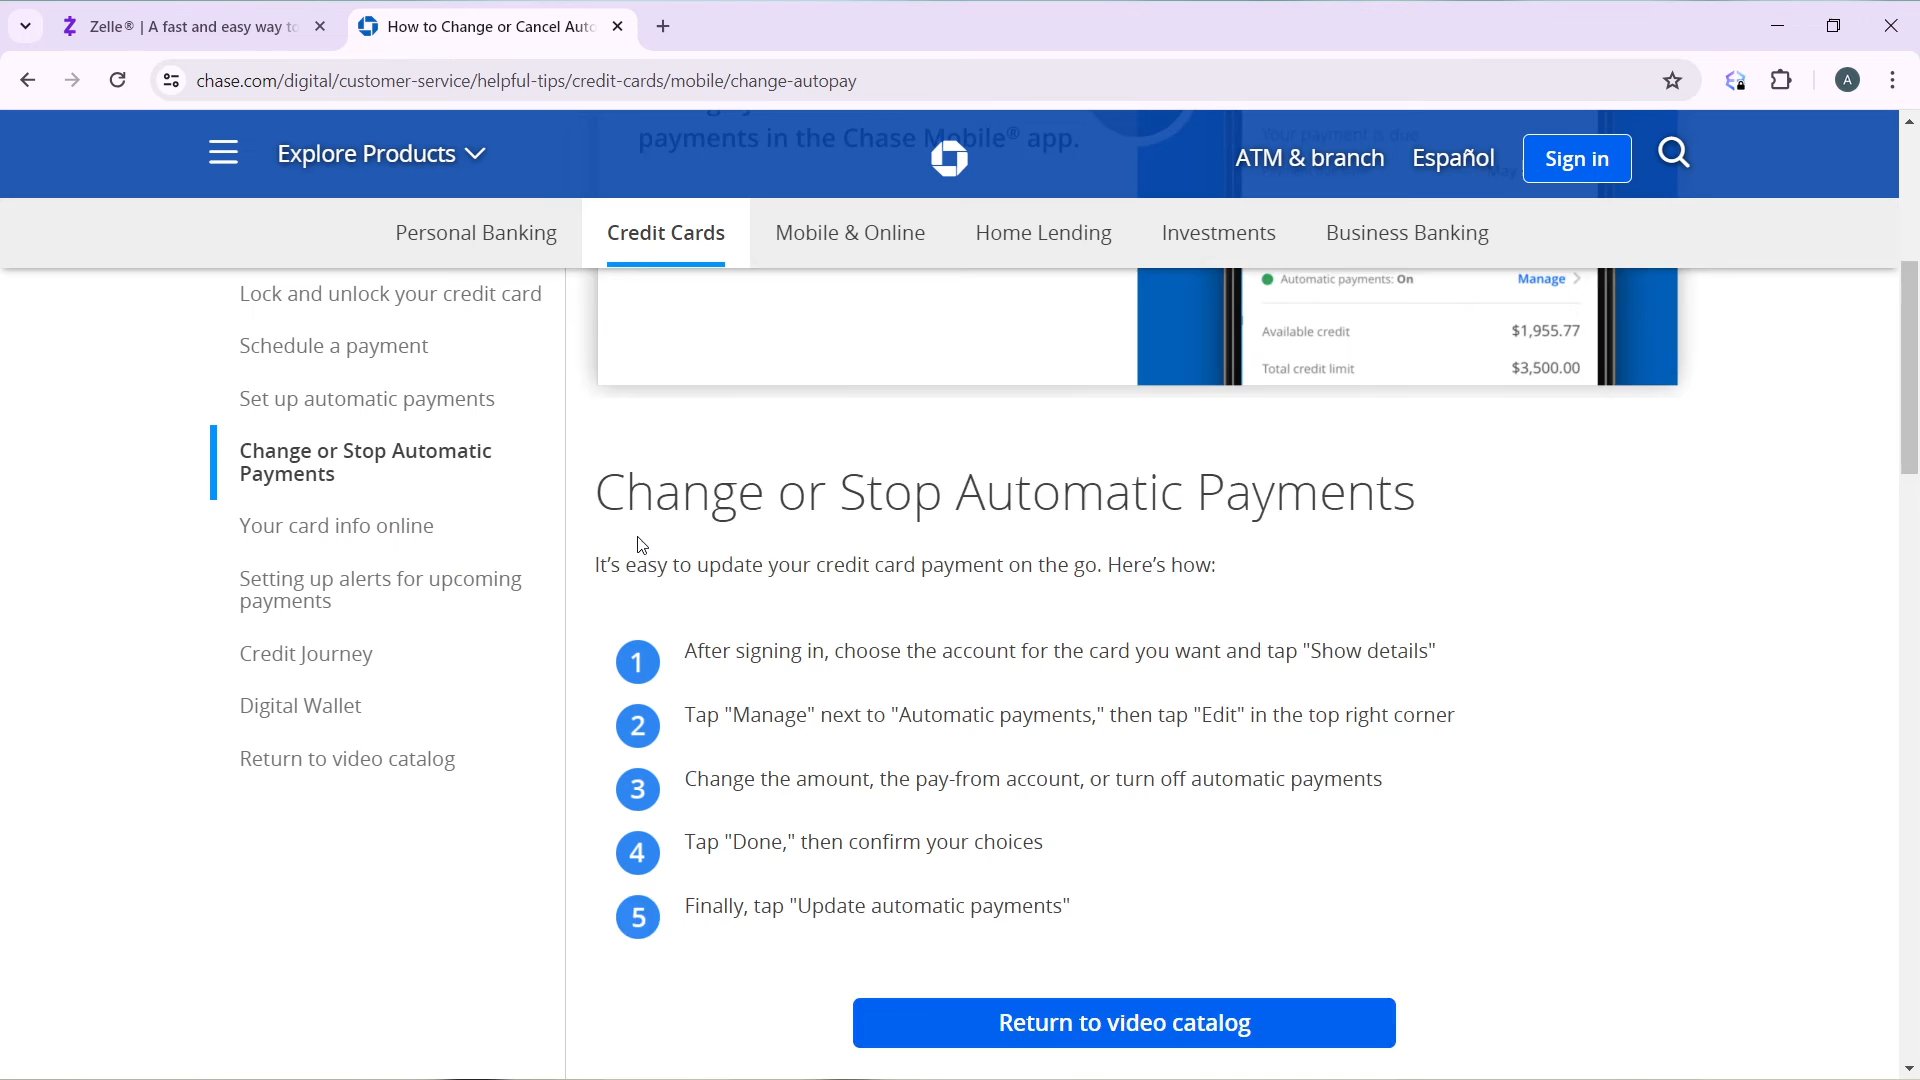 Zelle® | A fast and easy way to
How to Change or Cancel Auto
chase.com/digital/customer-service/helpful-tips/credit-cards/mobile/change-autopay
A
payments in the Chase Mobile® app.
Your payment is due
Explore Products
ATM & branch
Español
Sign in
Personal Banking
Credit Cards
Mobile & Online
Home Lending
Investments
Business Banking
Lock and unlock your credit card
Schedule a payment
Set up automatic payments
Change or Stop Automatic
Payments
Your card info online
Setting up alerts for upcoming
payments
Credit Journey
Digital Wallet
Return to video catalog
Automatic payments: On
Manage
Available credit
$1,955.77
Total credit limit
$3,500.00
Change or Stop Automatic Payments
It's easy to update your credit card payment on the go. Here's how:
1 After signing in, choose the account for the card you want and tap "Show details"
2 Tap "Manage" next to "Automatic payments," then tap "Edit" in the top right corner
3 Change the amount, the pay-from account, or turn off automatic payments
4 Tap "Done," then confirm your choices
5 Finally, tap "Update automatic payments"
Return to video catalog